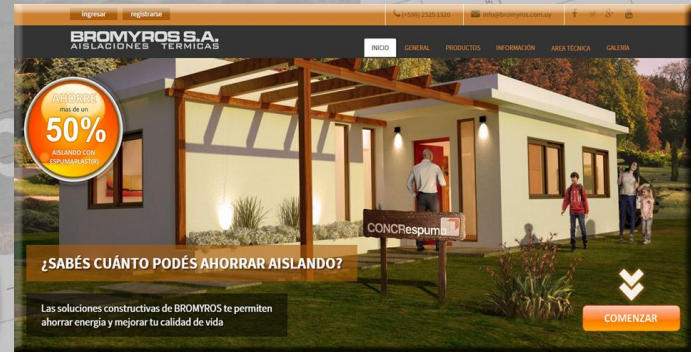 ingresar
registrarse
(+598) 2525 1320
info@bromyros.com.uy
BROMYROS S.A.
AISLACIONES TERMICAS
INICIO
GENERAL
PRODUCTOS
INFORMACIÓN
AREA TÉCNICA
GALERÍA
AHORRE
mas de un
50%
AISLANDO CON
ESPUMAPLAST(R)
CONCRespuma
¿SABÉS CUÁNTO PODÉS AHORRAR AISLANDO?
Las soluciones constructivas de BROMYROS te permiten
ahorrar energía y mejorar tu calidad de vida
COMENZAR